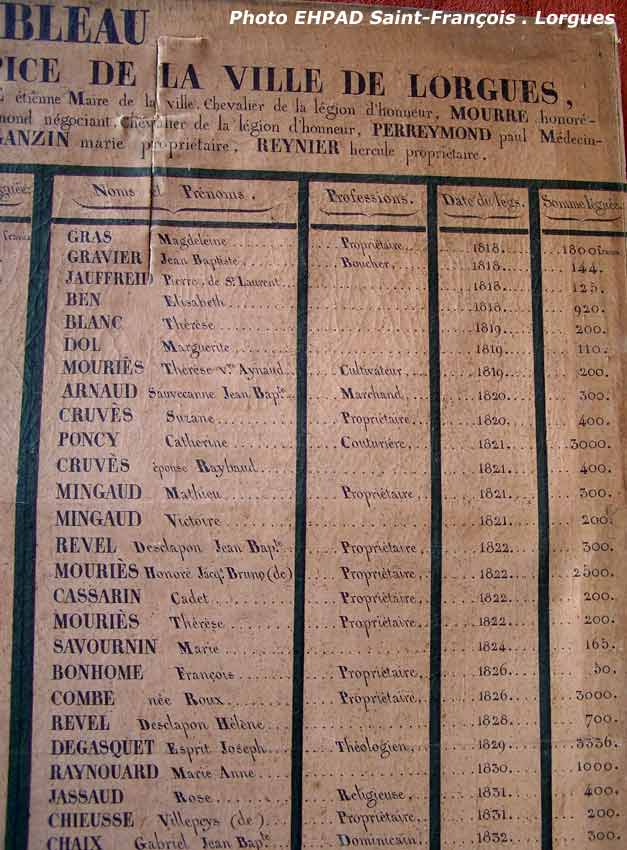 Photo EHPAD Saint-François . Lorgues
BLEAU
PICE DE LA VILLE DE LORGUES,
étienne Maire de la ville, Chevalier de la légion d'honneur, MOURRE honoré-
mond négociant, Chevalier de la légion d'honneur, PERREYMOND paul Médecin-
GANZIN marie propriétaire, REYNIER hercule propriétaire.
Noms et Prénoms. Professions. Date du legs. Somme léguée.
GRAS Magdeleine Propriétaire 1818. 1800 francs
GRAVIER Jean Baptiste Boucher, 1818. 144.
JAUFFREID Pierre, de St. Laurent 1818. 125.
BEN Elisabeth 1818. 920.
BLANC Thérèse 1819. 200.
DOL Marguerite 1819. 110.
MOURIÈS Thérèse Vve Aynaud Cultivateur, 1819. 200.
ARNAUD Sauvecanne Jean Bapte Marchand, 1820. 300.
CRUVÈS Suzane Propriétaire 1820. 400.
PONCY Catherine Couturière, 1821. 3000.
CRUVÈS épouse Raybaud 1821. 400.
MINGAUD Mathieu Propriétaire, 1821. 300.
MINGAUD Victoire 1821. 200.
REVEL Desclapon Jean Bapte Propriétaire, 1822. 300.
MOURIÈS Honoré Jacq. Bruno (de) Propriétaire, 1822. 2500.
CASSARIN Cadet Propriétaire, 1822. 200.
MOURIÈS Thérèse Propriétaire, 1822. 200.
SAVOURNIN Marie 1824. 165.
BONHOME François Propriétaire, 1826. 50.
COMBE née Roux Propriétaire, 1826. 3000.
REVEL Desclapon Hélène 1828. 700.
DEGASQUET Esprit Joseph Théologien, 1829. 3336.
RAYNOUARD Marie Anne 1830. 1000.
JASSAUD Rose Religieuse, 1831. 400.
CHIEUSSE Villepeys (de) Propriétaire, 1831. 200.
CHAIX Gabriel Jean Bapte Dominicain, 1832. 300.